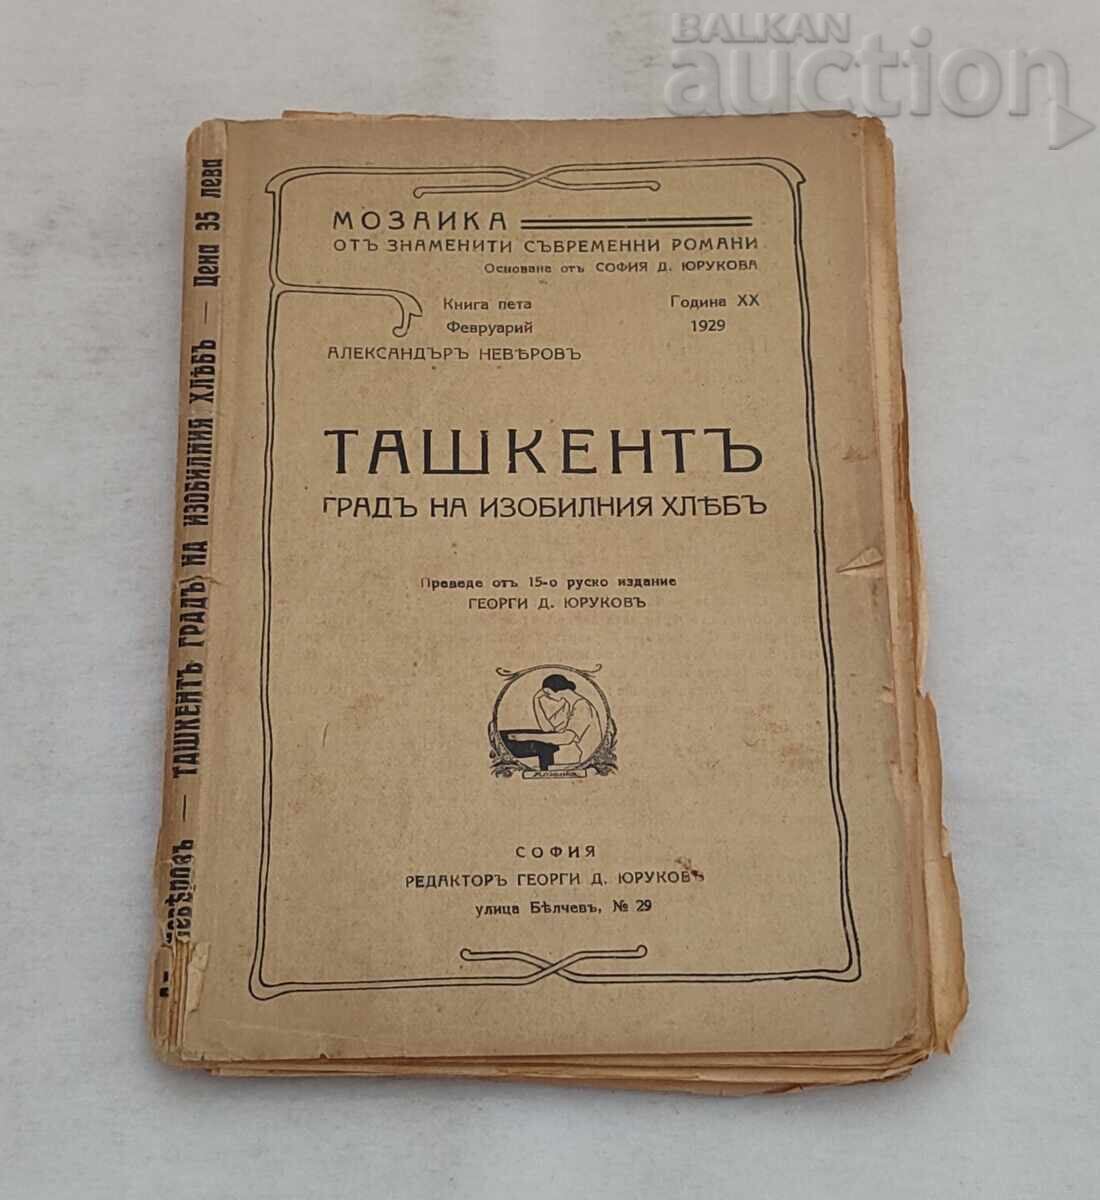 BALKAN
auction
МОЗАИКА
ОТЪ ЗНАМЕНИТИ СЪВРЕМЕННИ РОМАНИ
Основана отъ СОФИЯ Д. ЮРУКОВА
Книга пета Година XX
Февруарий 1929
АЛЕКСАНДЪРЪ НЕВѢРОВЪ
ТАШКЕНТЪ
ГРАДЪ НА ИЗОБИЛНИЯ ХЛѢБЪ
Преведе отъ 15-о руско издание
ГЕОРГИ Д. ЮРУКОВЪ
СОФИЯ
РЕДАКТОРЪ ГЕОРГИ Д. ЮРУКОВЪ
улица Бѣлчевъ, № 29
Невѣровъ — ТАШКЕНТЪ ГРАДЪ НА ИЗОБИЛНИЯ ХЛѢБЪ — Цена 35 лева